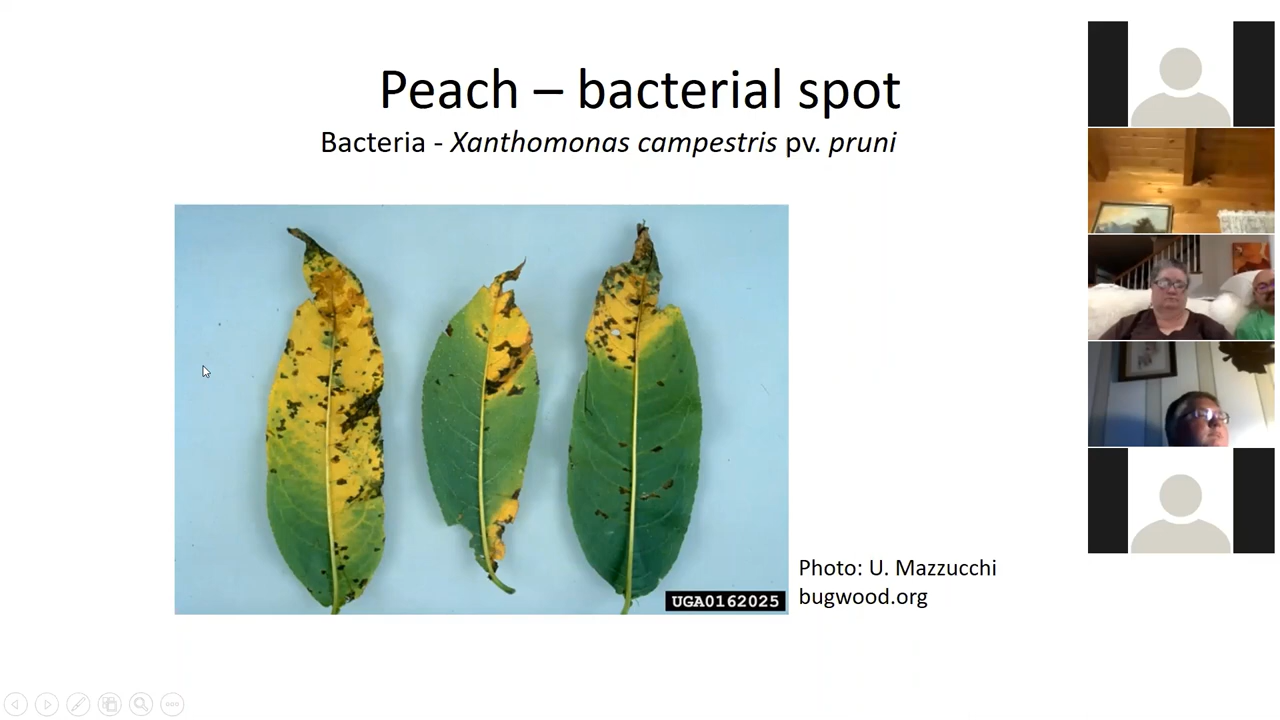 Peach – bacterial spot
Bacteria - Xanthomonas campestris pv. pruni
UGA0162025
Photo: U. Mazzucchi
bugwood.org